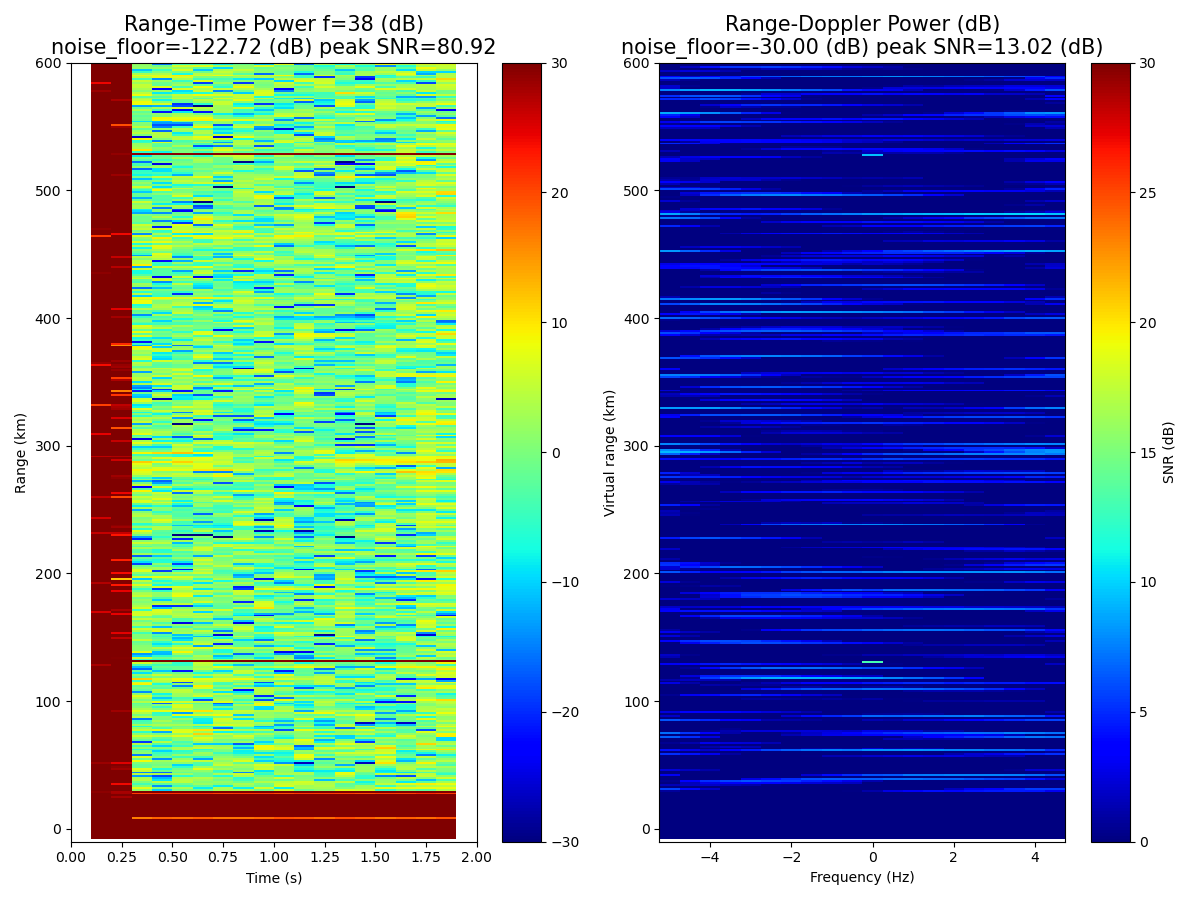 Range-Time Power f=38 (dB)
noise_floor=-122.72 (dB) peak SNR=80.92
600
500
400
300
200
100
0
Range (km)
0.00 0.25 0.50 0.75 1.00 1.25 1.50 1.75 2.00
Time (s)
30
20
10
0
−10
−20
−30
Range-Doppler Power (dB)
noise_floor=-30.00 (dB) peak SNR=13.02 (dB)
600
500
400
300
200
100
0
Virtual range (km)
−4 −2 0 2 4
Frequency (Hz)
30
25
20
15
10
5
0
SNR (dB)